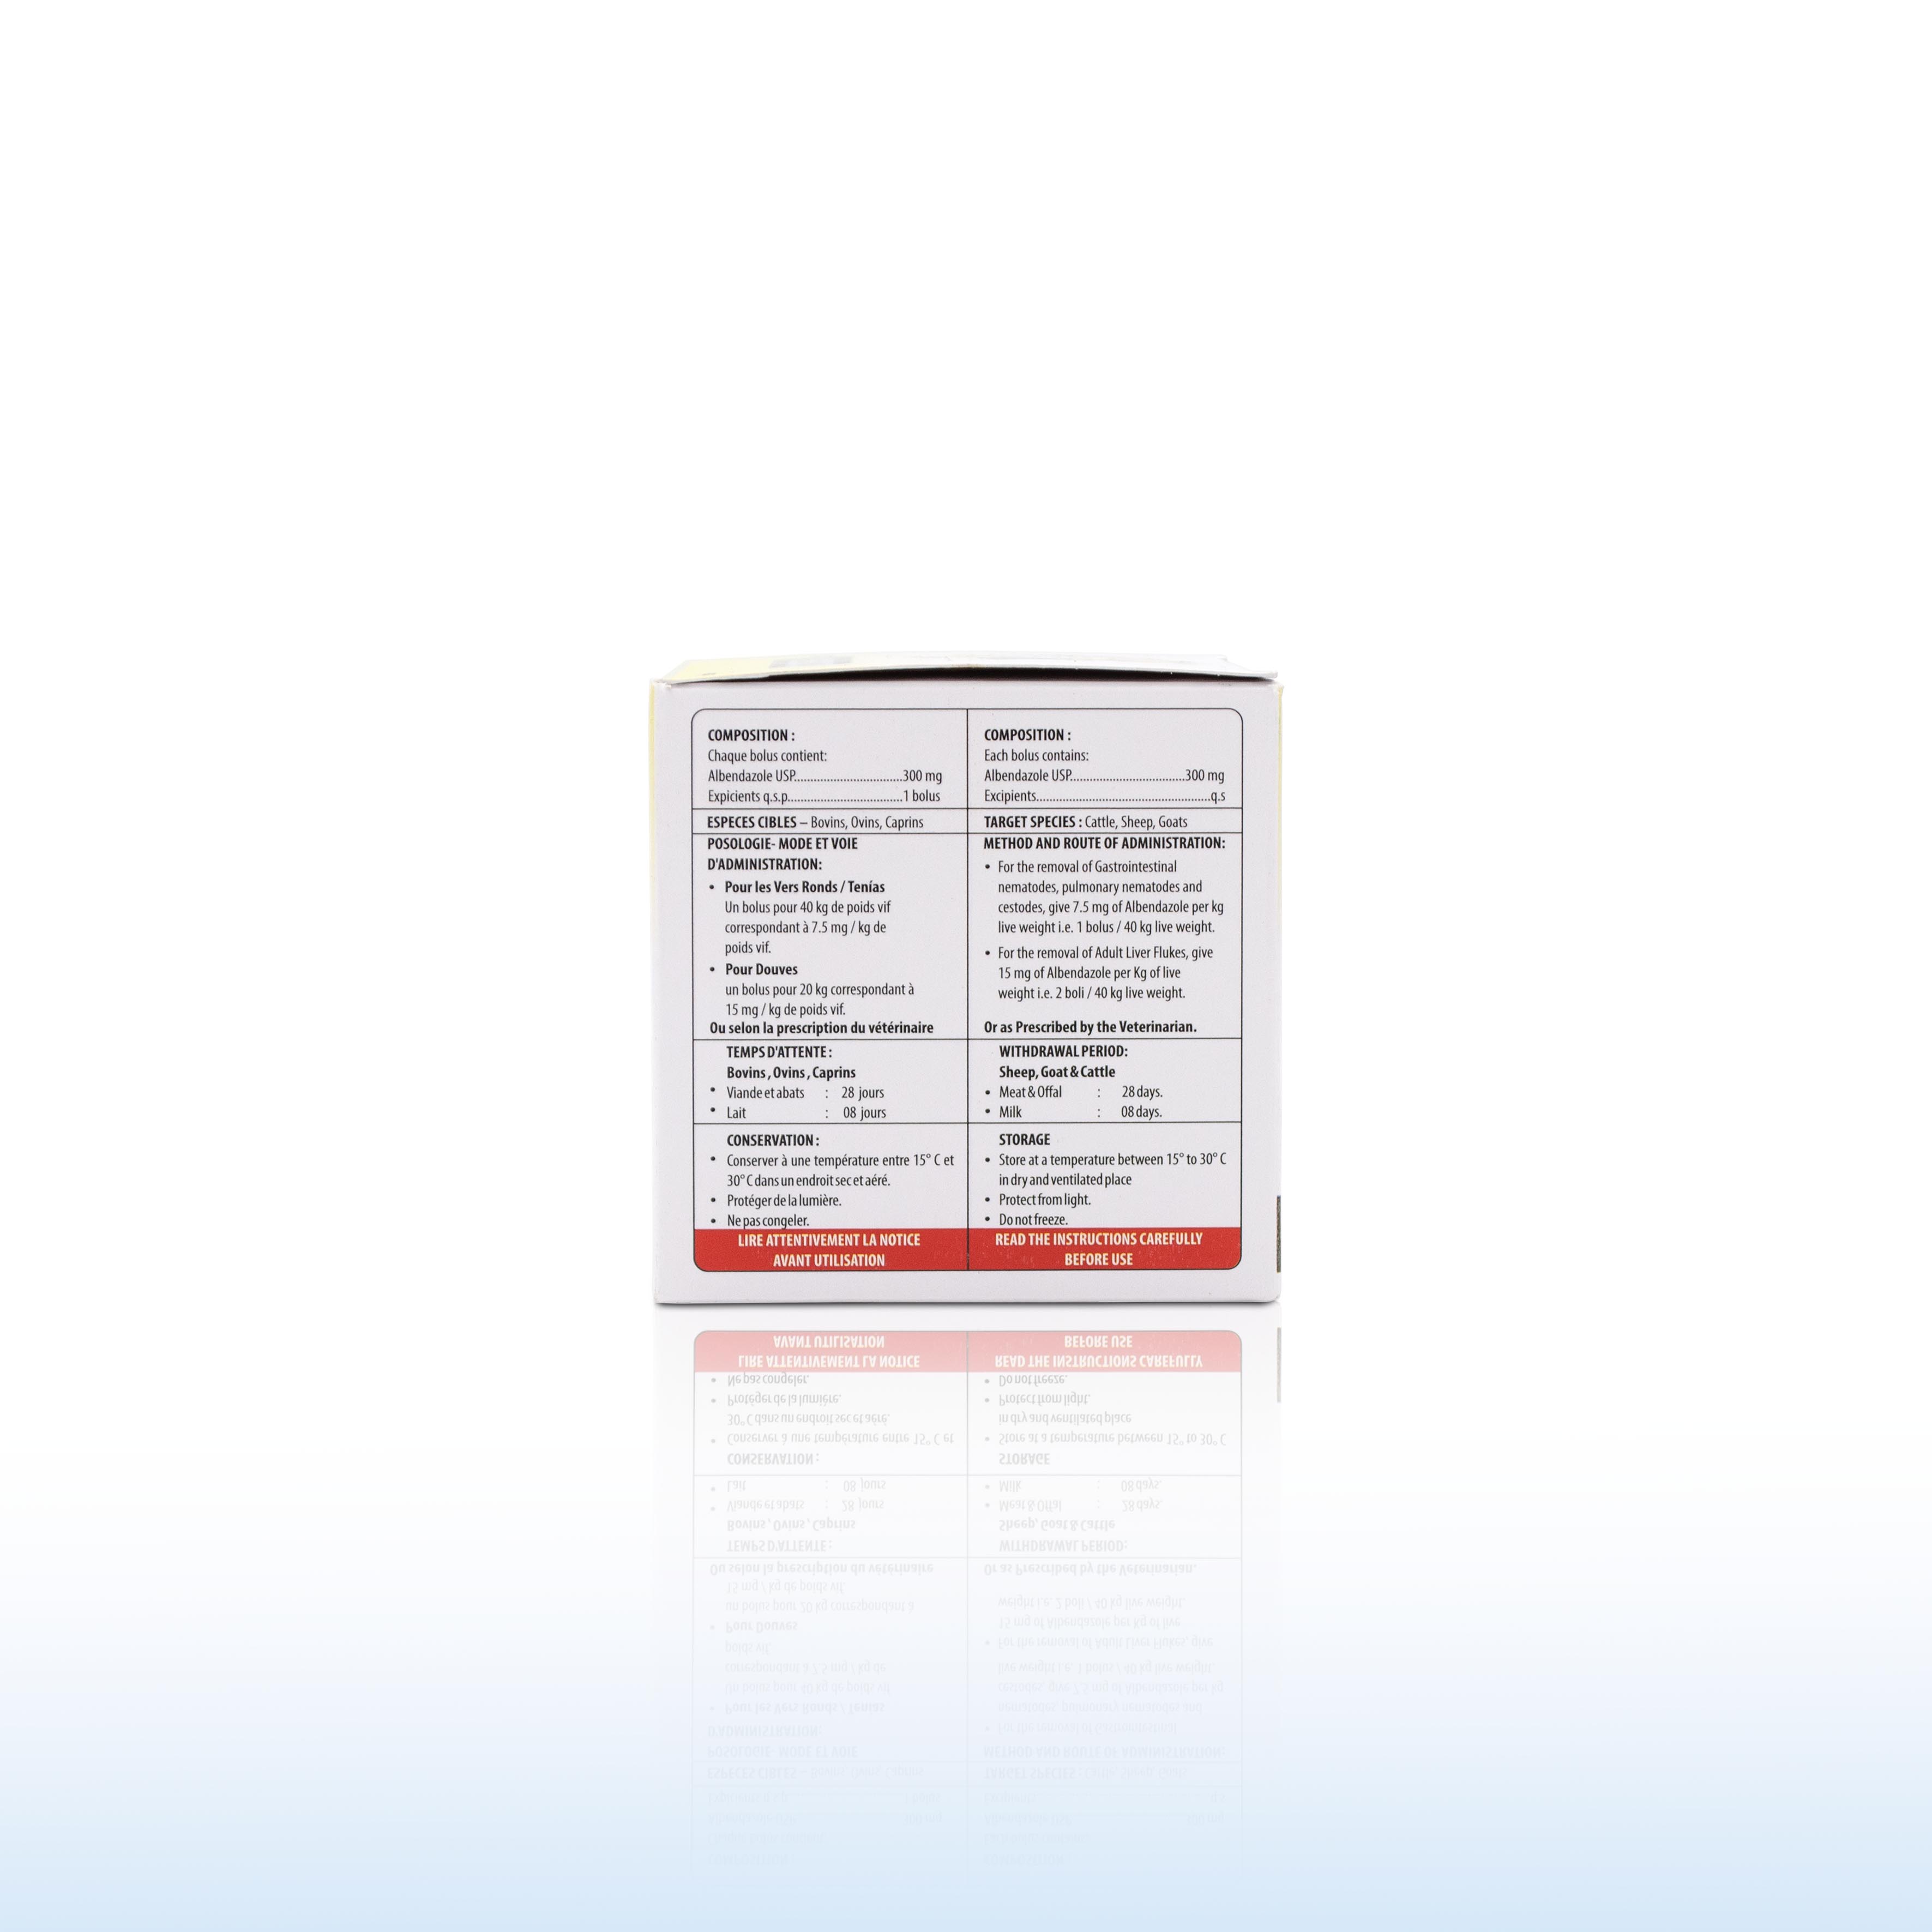 COMPOSITION :
Chaque bolus contient:
Albendazole USP.................................300 mg
Expicients q.s.p...................................1 bolus
ESPECES CIBLES – Bovins, Ovins, Caprins
POSOLOGIE- MODE ET VOIE
D'ADMINISTRATION:
• Pour les Vers Ronds / Tenías
Un bolus pour 40 kg de poids vif
correspondant à 7.5 mg / kg de
poids vif.
• Pour Douves
un bolus pour 20 kg correspondant à
15 mg / kg de poids vif.
Ou selon la prescription du vétérinaire
TEMPS D'ATTENTE :
Bovins , Ovins , Caprins
• Viande et abats : 28 jours
• Lait : 08 jours
CONSERVATION :
• Conserver à une température entre 15° C et
30° C dans un endroit sec et aéré.
• Protéger de la lumière.
• Ne pas congeler.
LIRE ATTENTIVEMENT LA NOTICE
AVANT UTILISATION
COMPOSITION :
Each bolus contains:
Albendazole USP...................................300 mg
Excipients.....................................................q.s
TARGET SPECIES : Cattle, Sheep, Goats
METHOD AND ROUTE OF ADMINISTRATION:
• For the removal of Gastrointestinal
nematodes, pulmonary nematodes and
cestodes, give 7.5 mg of Albendazole per kg
live weight i.e. 1 bolus / 40 kg live weight.
• For the removal of Adult Liver Flukes, give
15 mg of Albendazole per Kg of live
weight i.e. 2 boli / 40 kg live weight.
Or as Prescribed by the Veterinarian.
WITHDRAWAL PERIOD:
Sheep, Goat & Cattle
• Meat & Offal : 28 days.
• Milk : 08 days.
STORAGE
• Store at a temperature between 15° to 30° C
in dry and ventilated place
• Protect from light.
• Do not freeze.
READ THE INSTRUCTIONS CAREFULLY
BEFORE USE